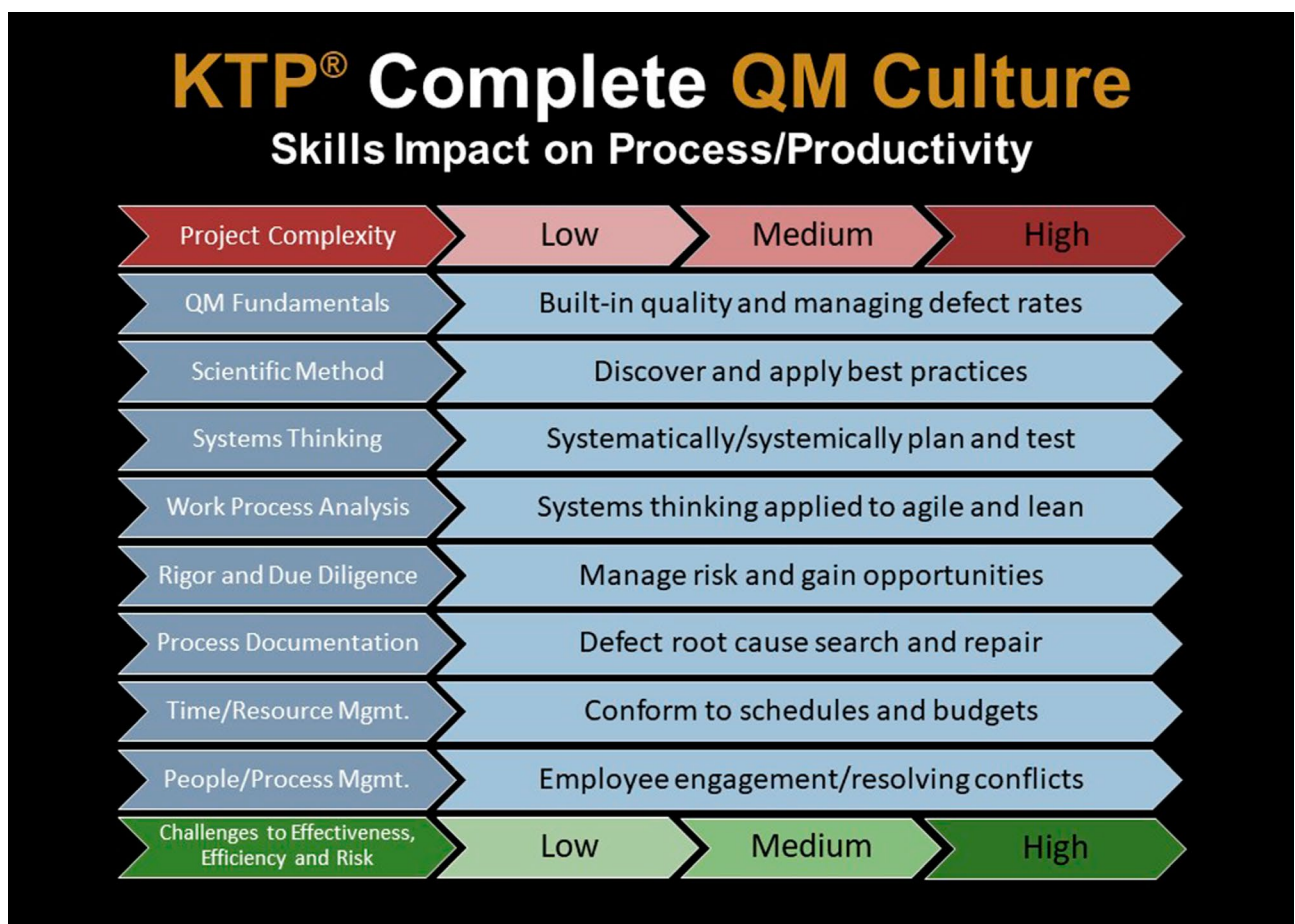 KTP® Complete QM Culture
Skills Impact on Process/Productivity
Project Complexity Low Medium High
QM Fundamentals Built-in quality and managing defect rates
Scientific Method Discover and apply best practices
Systems Thinking Systematically/systemically plan and test
Work Process Analysis Systems thinking applied to agile and lean
Rigor and Due Diligence Manage risk and gain opportunities
Process Documentation Defect root cause search and repair
Time/Resource Mgmt. Conform to schedules and budgets
People/Process Mgmt. Employee engagement/resolving conflicts
Challenges to Effectiveness,
Efficiency and Risk Low Medium High